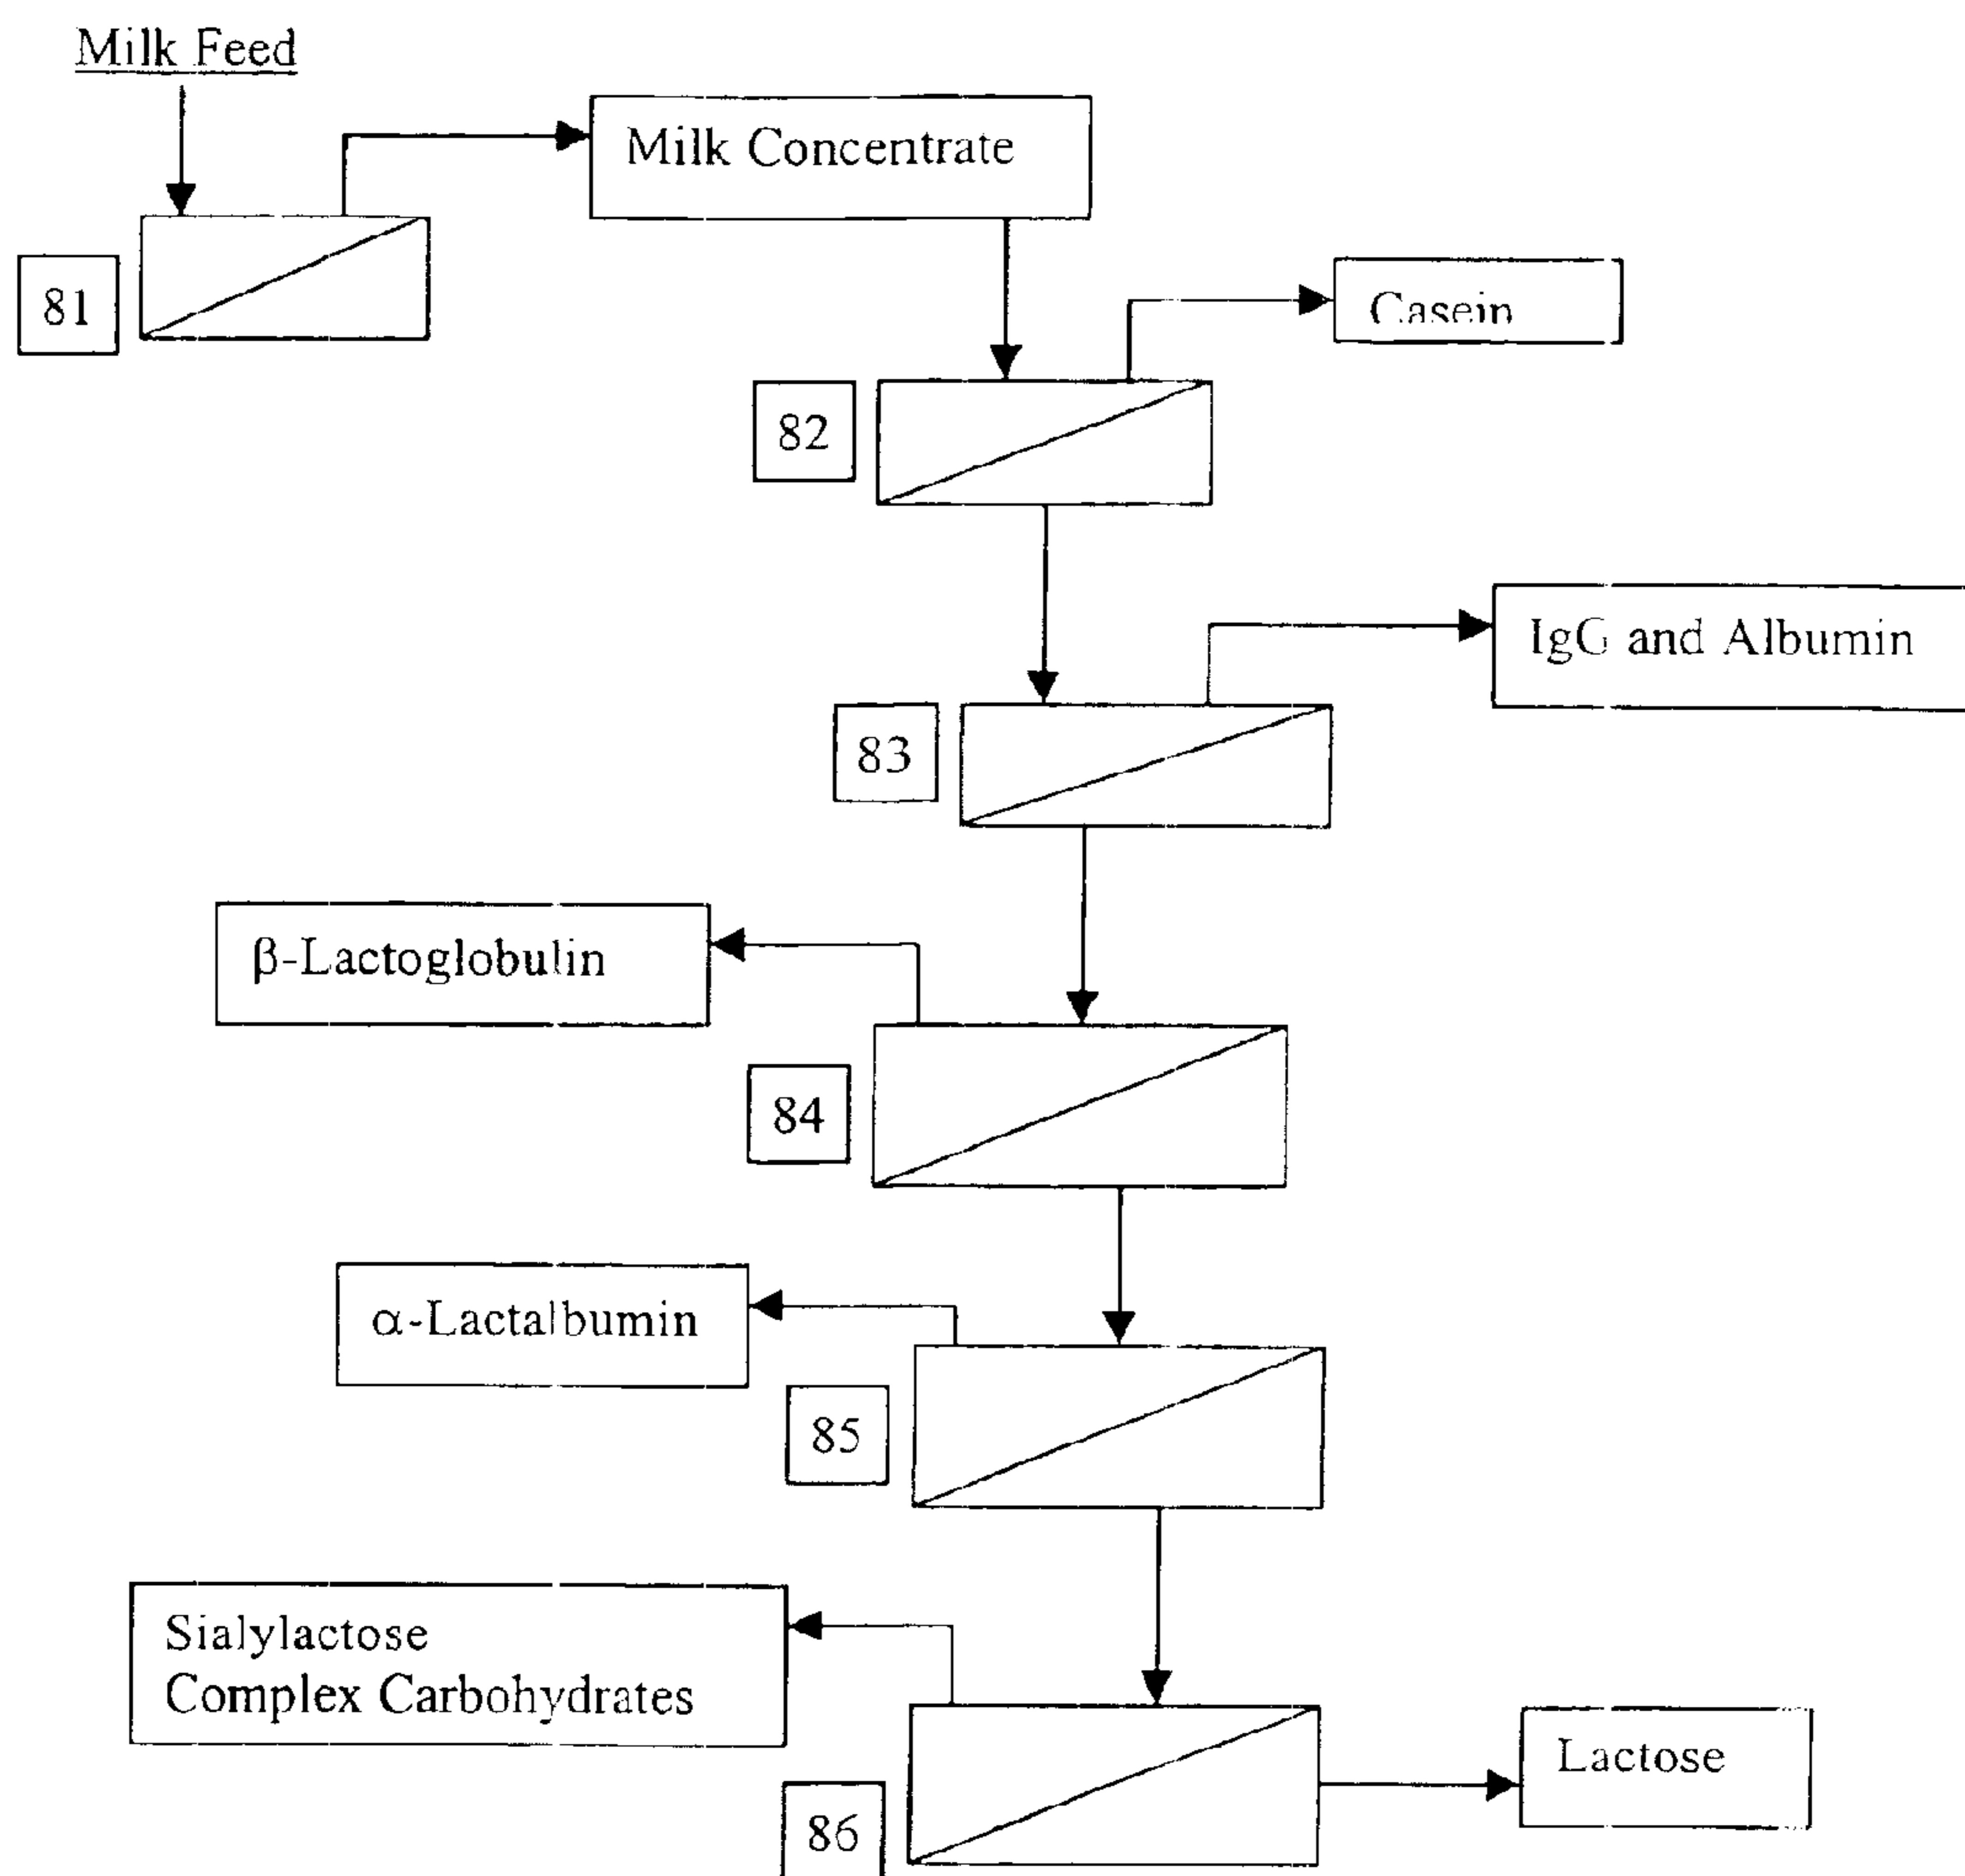 Milk Feed
Milk Concentrate
81
Casein
82
IgG and Albumin
83
β-Lactoglobulin
84
α-Lactalbumin
85
Sialylactose
Complex Carbohydrates
Lactose
86